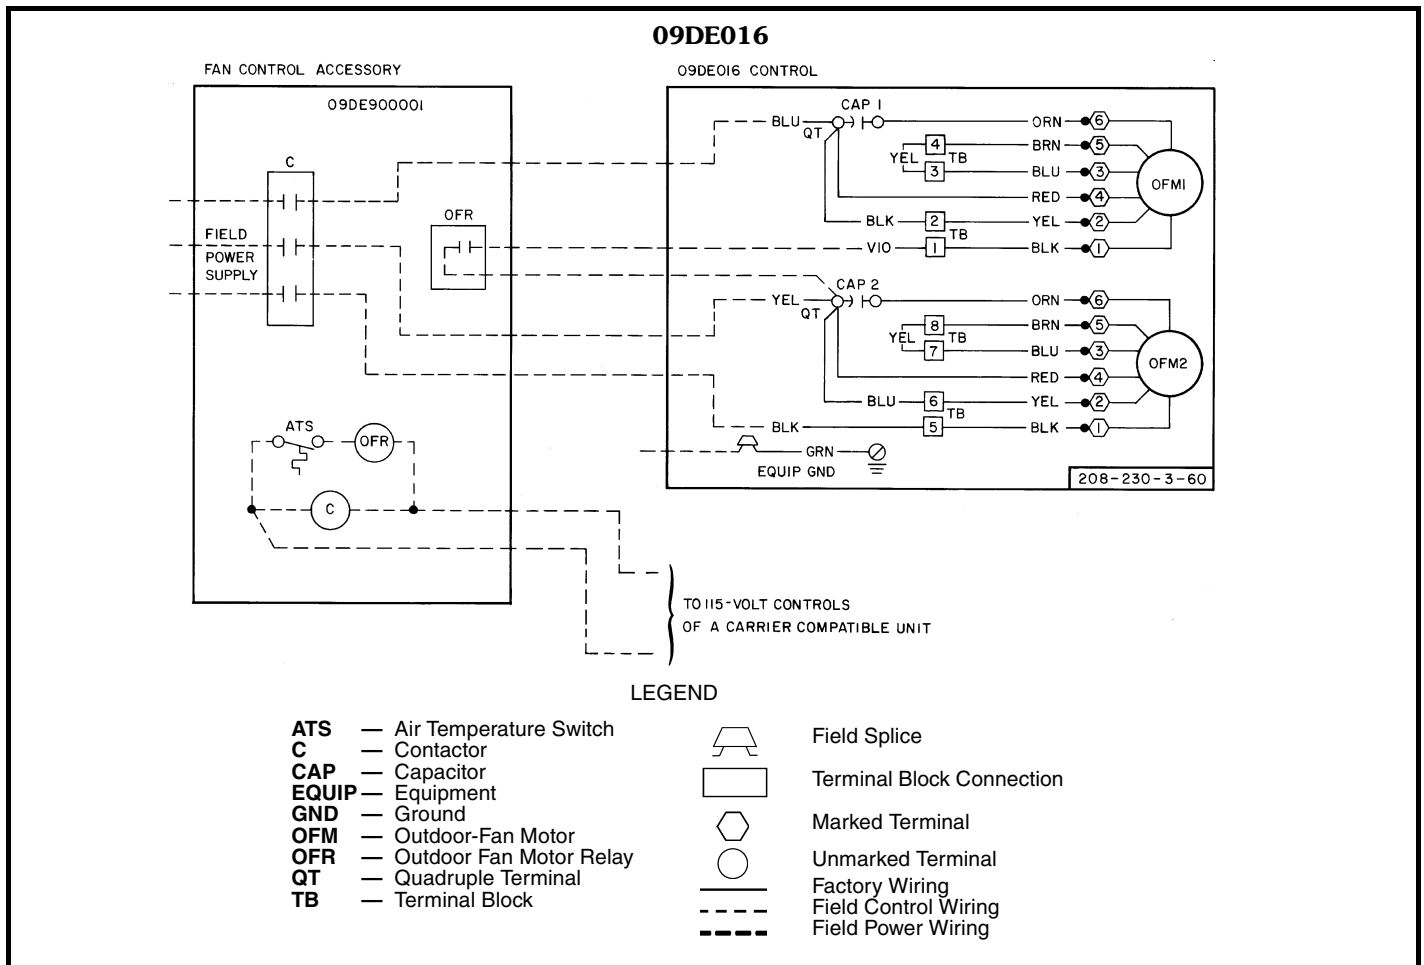 09DE016
FAN CONTROL ACCESSORY
09DE900001
C
FIELD
POWER
SUPPLY
OFR
ATS
OFR
C
09DE016 CONTROL
BLU
QT
CAP 1
ORN 6
4 BRN 5
YEL TB
3 BLU 3
RED 4
BLK 2 YEL 2
TB
VIO 1 BLK 1
OFM1
CAP 2
YEL
QT
ORN 6
8 BRN 5
YEL TB
7 BLU 3
RED 4
BLU 6 YEL 2
TB
BLK 5 BLK 1
OFM2
GRN
EQUIP GND
208-230-3-60
TO 115-VOLT CONTROLS
OF A CARRIER COMPATIBLE UNIT
LEGEND
ATS — Air Temperature Switch
C — Contactor
CAP — Capacitor
EQUIP — Equipment
GND — Ground
OFM — Outdoor-Fan Motor
OFR — Outdoor Fan Motor Relay
QT — Quadruple Terminal
TB — Terminal Block
Field Splice
Terminal Block Connection
Marked Terminal
Unmarked Terminal
Factory Wiring
Field Control Wiring
Field Power Wiring